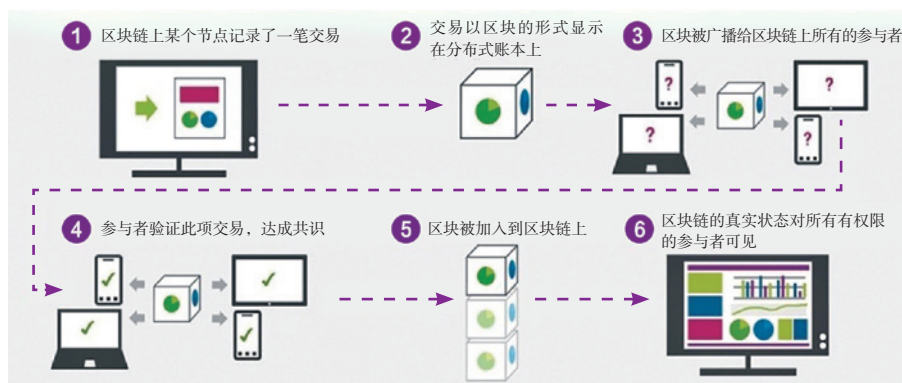 1 区块链上某个节点记录了一笔交易
2 交易以区块的形式显示
在分布式账本上
3 区块被广播给区块链上所有的参与者
?
?
?
?
4 参与者验证此项交易，达成共识
5 区块被加入到区块链上
6 区块链的真实状态对所有有权限
的参与者可见